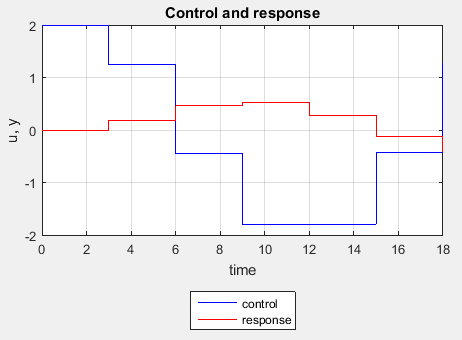 Control and response
u, y
2
1
0
-1
-2
0 2 4 6 8 10 12 14 16 18
time
control
response